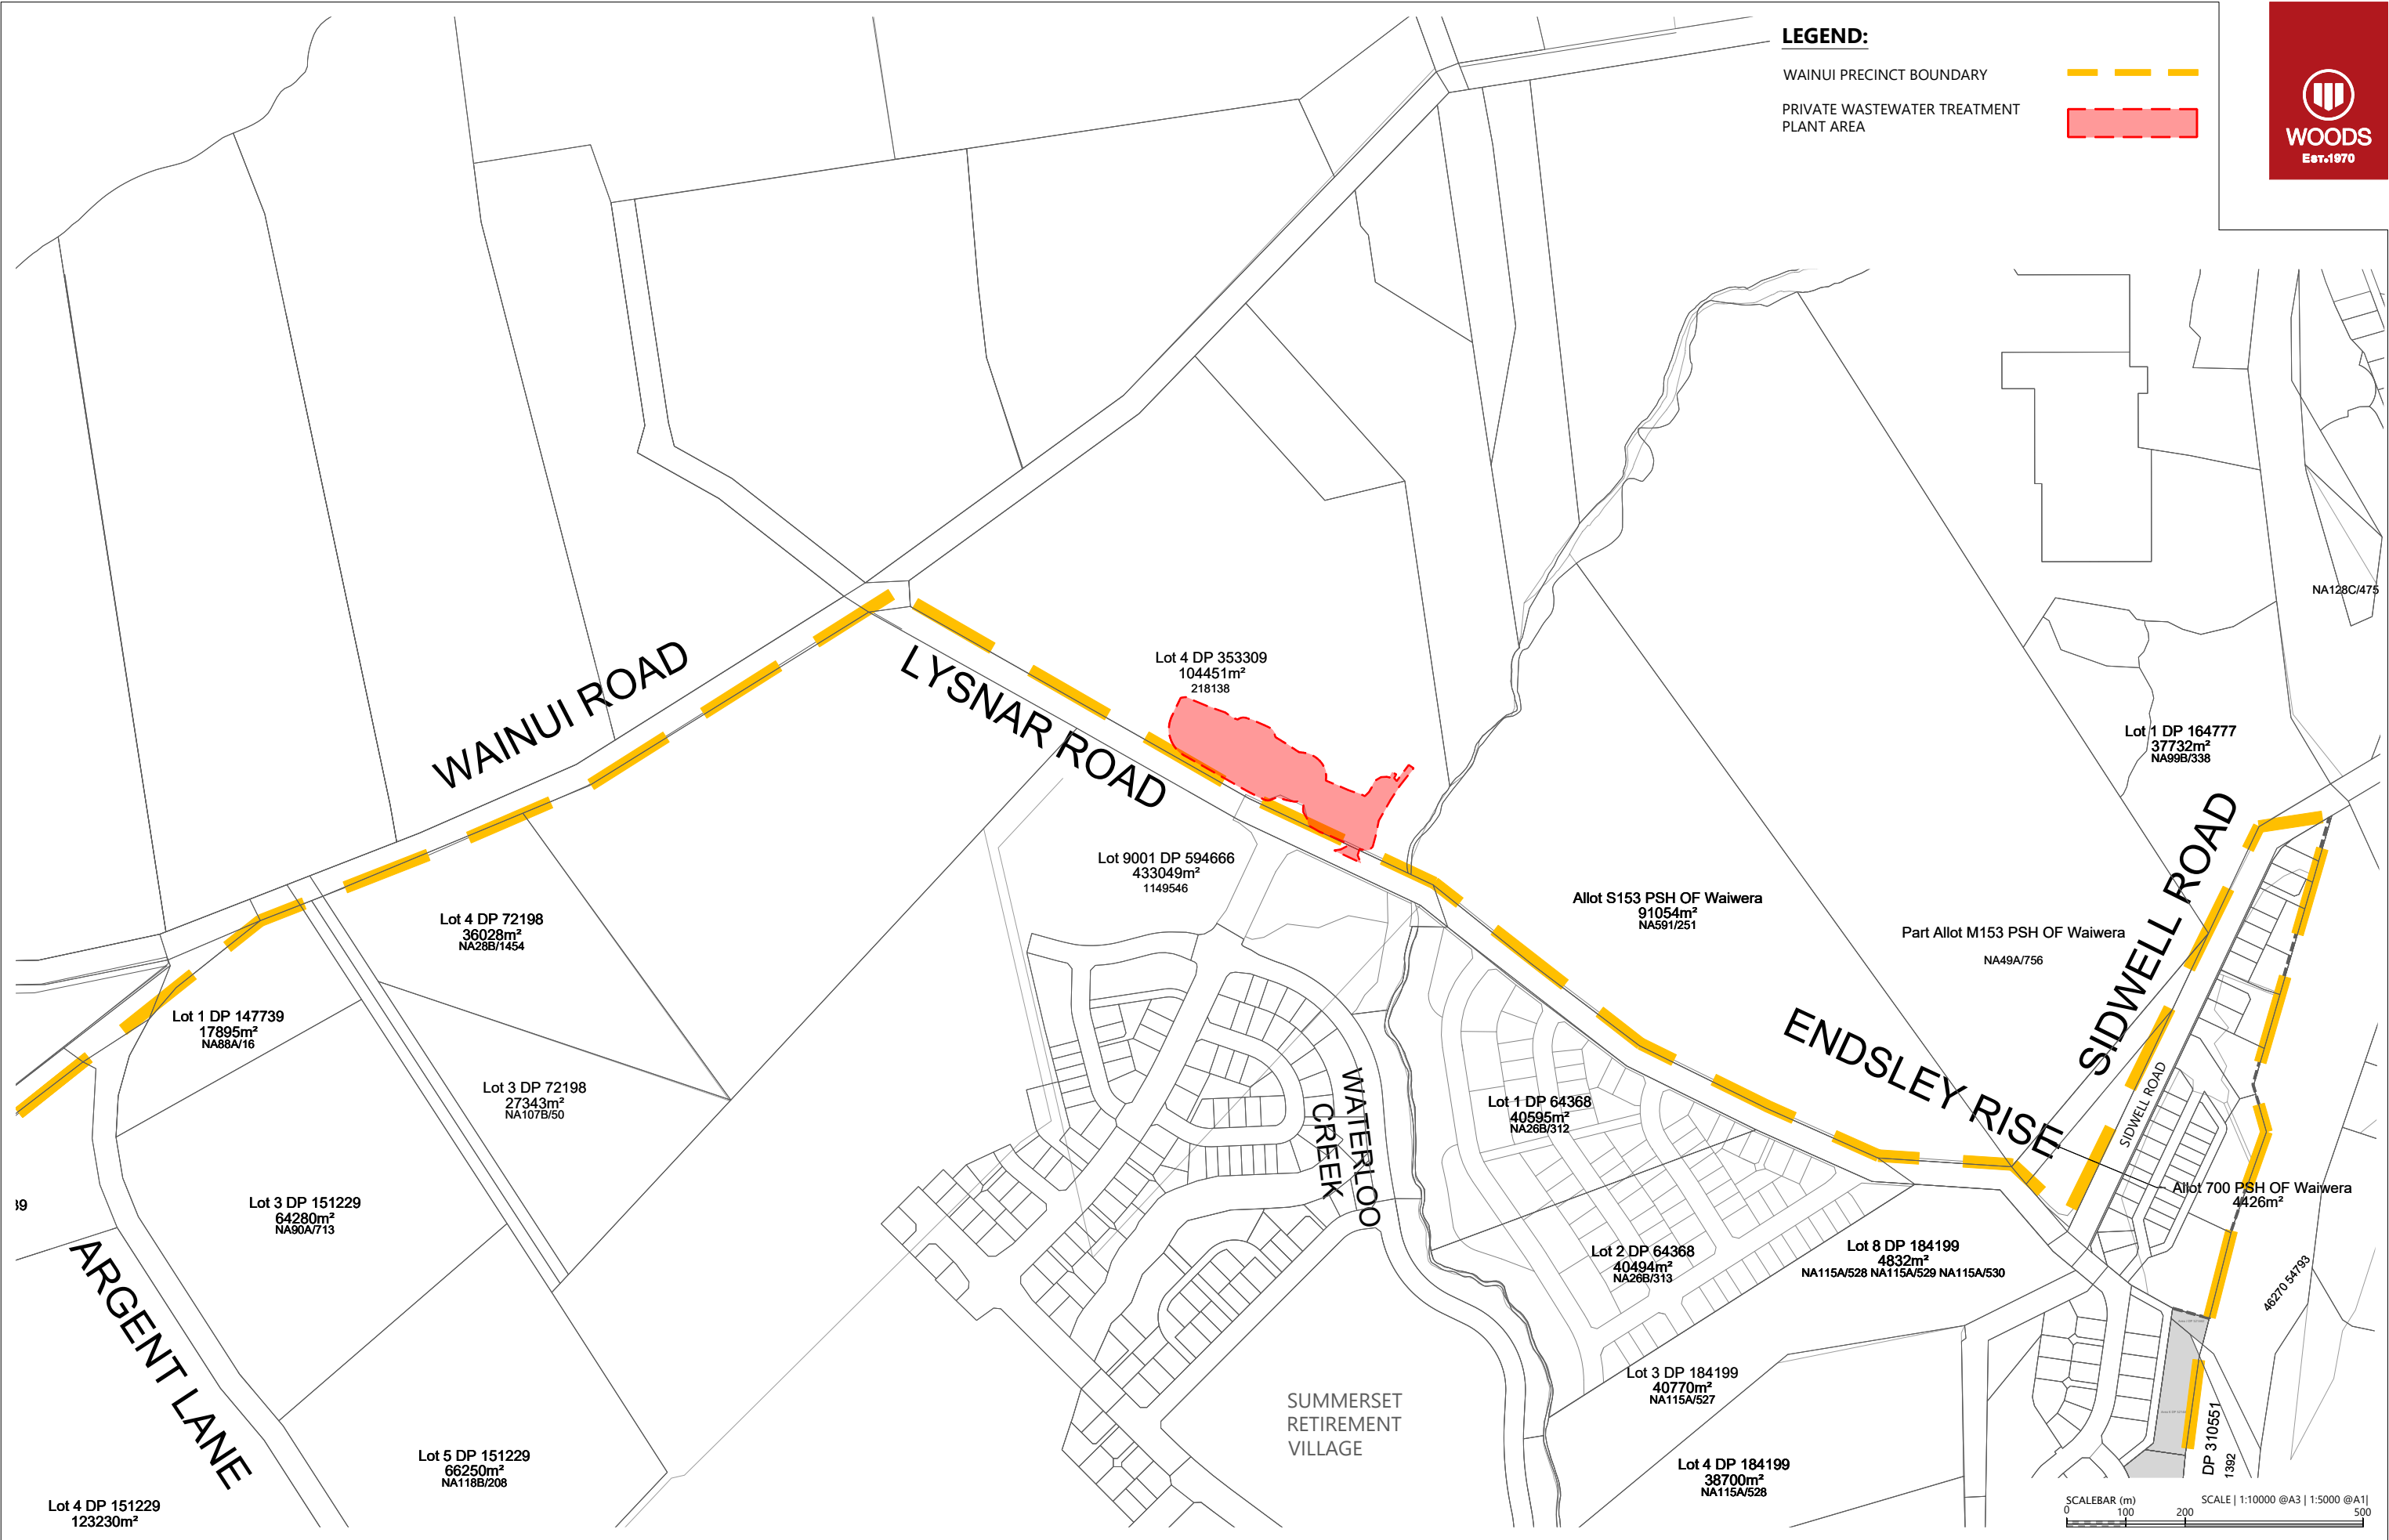 LEGEND:
WAINUI PRECINCT BOUNDARY
PRIVATE WASTEWATER TREATMENT
PLANT AREA
WOODS
EST.1970
NA128C/475
WAINUI ROAD
LYSNAR ROAD
Lot 4 DP 353309
104451m²
218138
Lot 1 DP 164777
37732m²
NA99B/338
SIDWELL ROAD
Lot 9001 DP 594666
433049m²
1149546
Lot 4 DP 72198
36028m²
NA28B/1454
Allot S153 PSH OF Waiwera
91054m²
NA591/251
Part Allot M153 PSH OF Waiwera
NA49A/756
Lot 1 DP 147739
17895m²
NA88A/16
ENDSLEY RISE
SIDWELL ROAD
Lot 3 DP 72198
27343m²
NA107B/50
WATERLOO
CREEK
Lot 1 DP 64368
40595m²
NA26B/312
Allot 700 PSH OF Waiwera
4426m²
39
Lot 3 DP 151229
64280m²
NA90A/713
Lot 2 DP 64368
40494m²
NA26B/313
Lot 8 DP 184199
4832m²
NA115A/528 NA115A/529 NA115A/530
46270 54793
ARGENT LANE
Lot 3 DP 184199
40770m²
NA115A/527
SUMMERSET
RETIREMENT
VILLAGE
Lot 5 DP 151229
66250m²
NA118B/208
Lot 4 DP 184199
38700m²
NA115A/528
DP 310551
1392
Lot 4 DP 151229
123230m²
SCALEBAR (m)
SCALE | 1:10000 @A3 | 1:5000 @A1|
0 100 200 500